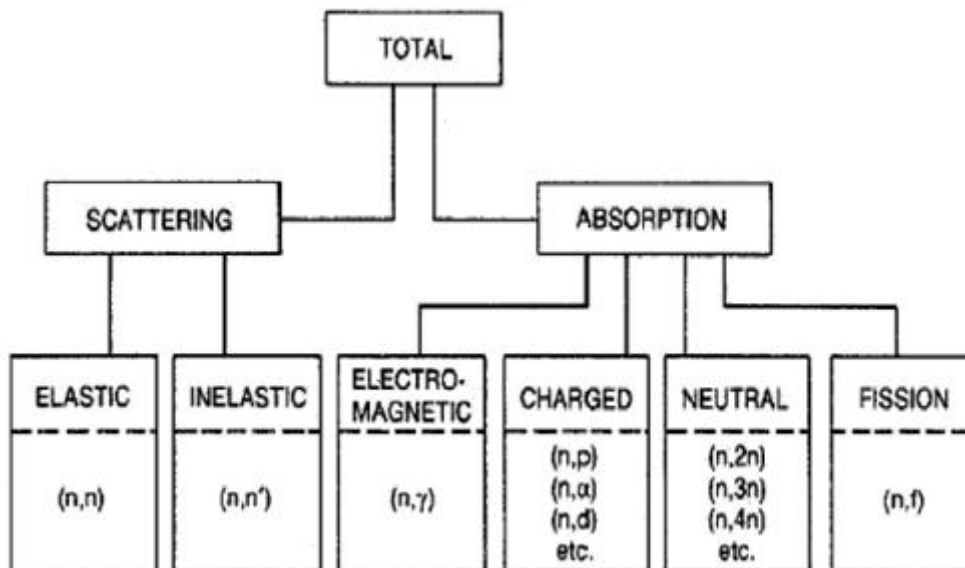 TOTAL
SCATTERING
ABSORPTION
ELASTIC
(n,n)
INELASTIC
(n,n′)
ELECTRO-
MAGNETIC
(n,γ)
CHARGED
(n,p)
(n,α)
(n,d)
etc.
NEUTRAL
(n,2n)
(n,3n)
(n,4n)
etc.
FISSION
(n,f)